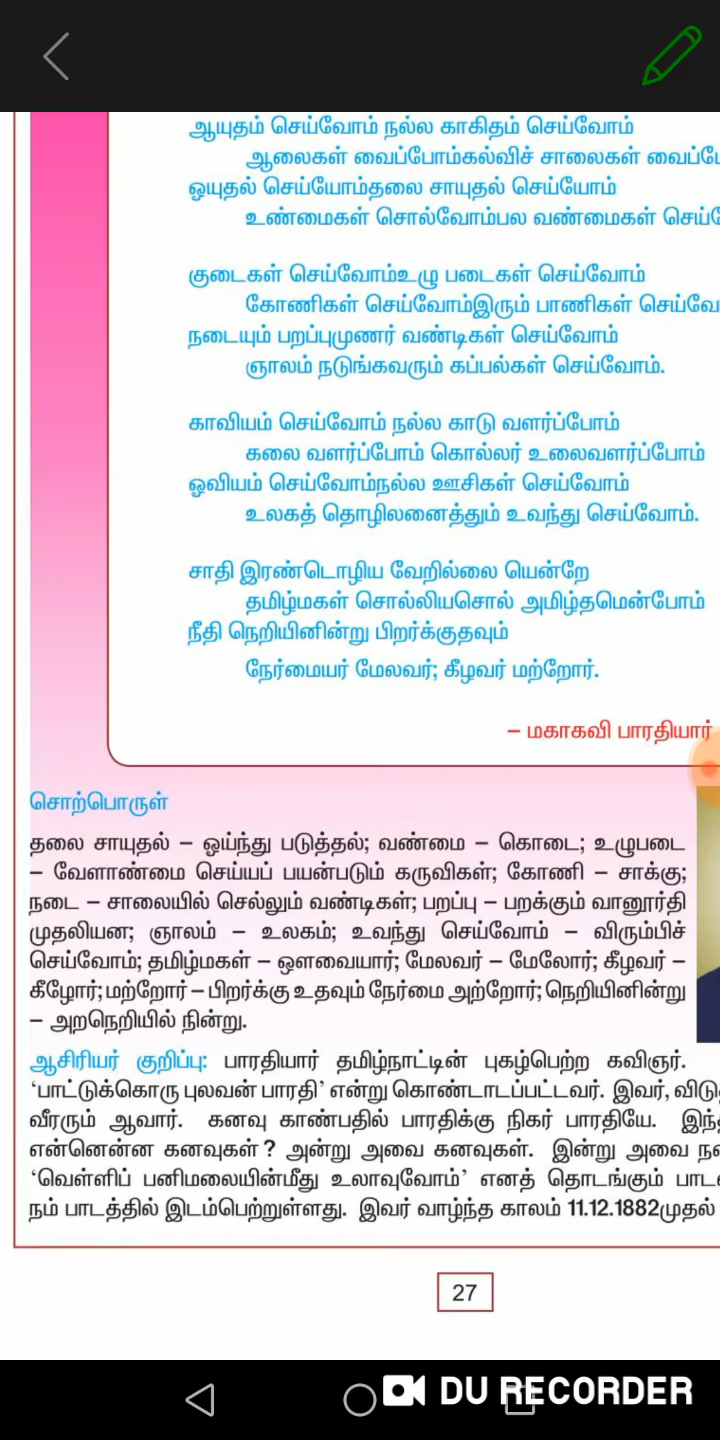 ஆயுதம் செய்வோம் நல்ல காகிதம் செய்வோம்
ஆலைகள் வைப்போம்கல்விச் சாலைகள்
ஓயுதல் செய்யோம்தலை சாயுதல் செய்யோம்
உண்மைகள் சொல்வோம்பல வண்மைகள்
குடைகள் செய்வோம்உழு படைகள் செய்வோம்
கோணிகள் செய்வோம்இரும் பாணிகள்
நடையும் பறப்புமுணர் வண்டிகள் செய்வோம்
ஞாலம் நடுங்கவரும் கப்பல்கள் செய்வோம்.
காவியம் செய்வோம் நல்ல காடு வளர்ப்போம்
கலை வளர்ப்போம் கொல்லர் உலைவளர்ப்போம்
ஓவியம் செய்வோம்நல்ல ஊசிகள் செய்வோம்
உலகத் தொழிலனைத்தும் உவந்து செய்வோம்.
சாதி இரண்டொழிய வேறில்லை யென்றே
தமிழ்மகள் சொல்லியசொல் அமிழ்தமென்போம்
நீதி நெறியினின்று பிறர்க்குதவும்
நேர்மையர் மேலவர்; கீழவர் மற்றோர்.
– மகாகவி பாரதியார்
சொற்பொருள்
தலை சாயுதல் – ஓய்ந்து படுத்தல்; வண்மை – கொடை; உழுபடை
– வேளாண்மை செய்யப் பயன்படும் கருவிகள்; கோணி – சாக்கு;
நடை – சாலையில் செல்லும் வண்டிகள்; பறப்பு – பறக்கும் வானூர்தி
முதலியன; ஞாலம் – உலகம்; உவந்து செய்வோம் – விரும்பிச்
செய்வோம்; தமிழ்மகள் – ஔவையார்; மேலவர் – மேலோர்; கீழவர் –
கீழோர்; மற்றோர் – பிறர்க்கு உதவும் நேர்மை அற்றோர்; நெறியினின்று
– அறநெறியில் நின்று.
ஆசிரியர் குறிப்பு: பாரதியார் தமிழ்நாட்டின் புகழ்பெற்ற கவிஞர்.
‘பாட்டுக்கொரு புலவன் பாரதி’ என்று கொண்டாடப்பட்டவர். இவர்,
வீரரும் ஆவார். கனவு காண்பதில் பாரதிக்கு நிகர் பாரதியே.
என்னென்ன கனவுகள் ? அன்று அவை கனவுகள். இன்று அவை
‘வெள்ளிப் பனிமலையின்மீது உலாவுவோம்’ எனத் தொடங்கும்
நம் பாடத்தில் இடம்பெற்றுள்ளது. இவர் வாழ்ந்த காலம் 11.12.1882முதல்
27
DU RECORDER